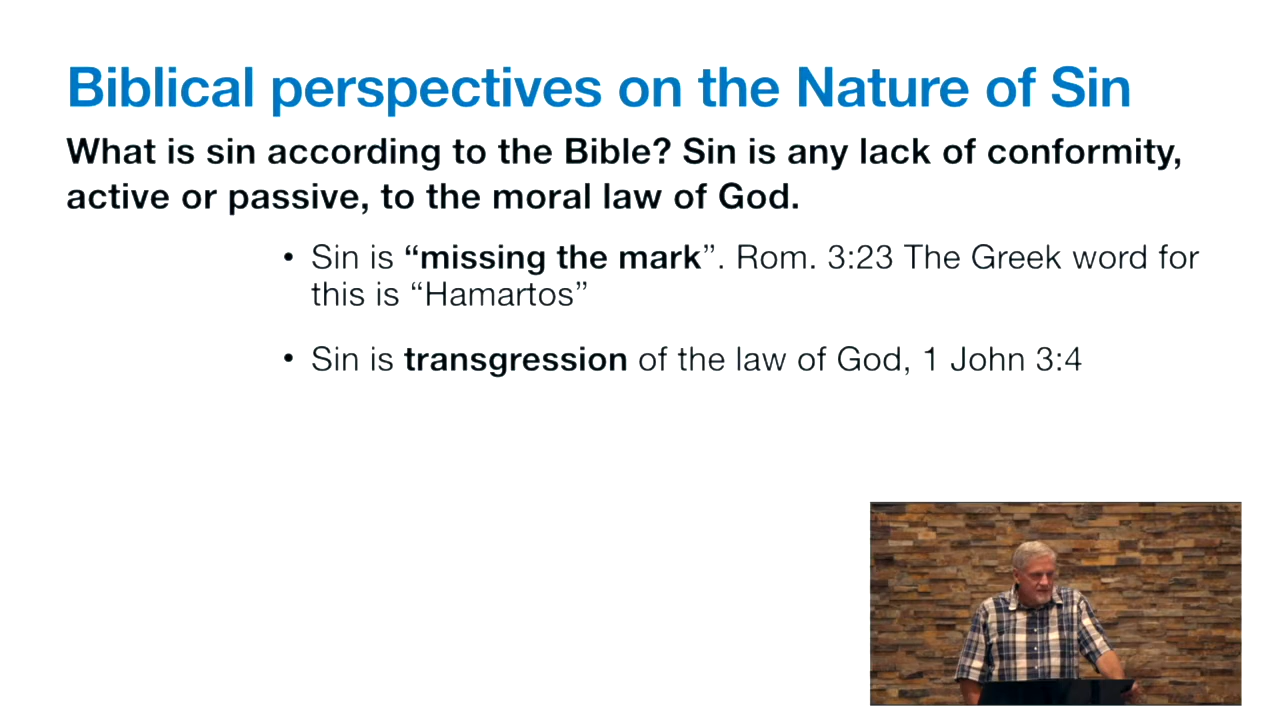 Biblical perspectives on the Nature of Sin
What is sin according to the Bible? Sin is any lack of conformity,
active or passive, to the moral law of God.
• Sin is “missing the mark”. Rom. 3:23 The Greek word for
this is “Hamartos”
• Sin is transgression of the law of God, 1 John 3:4